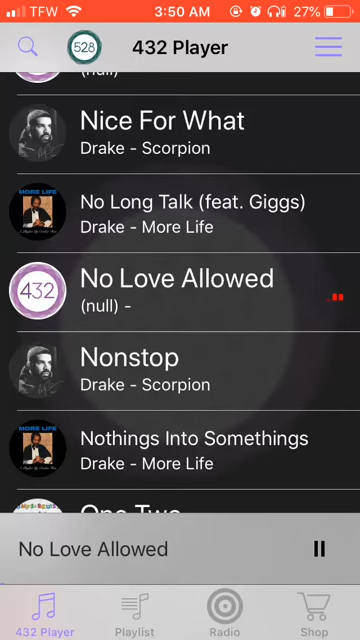 TFW 3:50 AM 27%
528 432 Player
(null)
Nice For What
Drake - Scorpion
MORE LIFE
No Long Talk (feat. Giggs)
Drake - More Life
432
No Love Allowed
(null) -
Nonstop
Drake - Scorpion
MORE LIFE
Nothings Into Somethings
Drake - More Life
One Two
No Love Allowed
432 Player Playlist Radio Shop